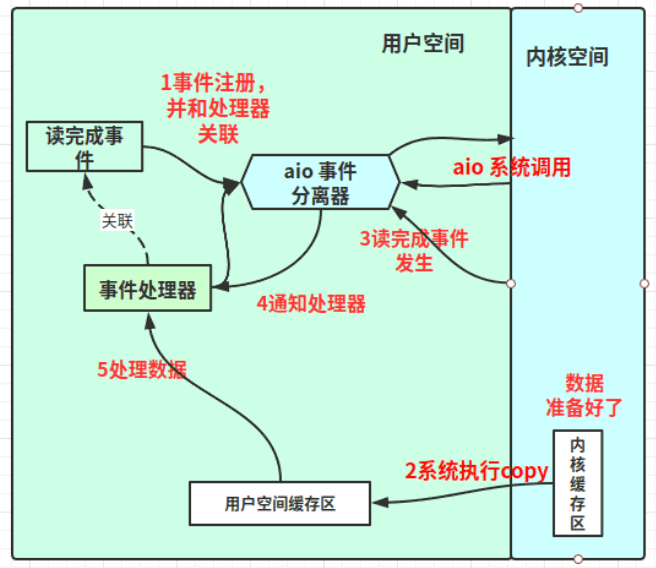 用户空间
内核空间
1事件注册，
并和处理器
关联
读完成事
件
aio 事件
分离器
aio 系统调用
关联
3读完成事件
发生
事件处理器
4通知处理器
5处理数据
数据
准备好了
2系统执行copy
内
核
缓
存
区
用户空间缓存区